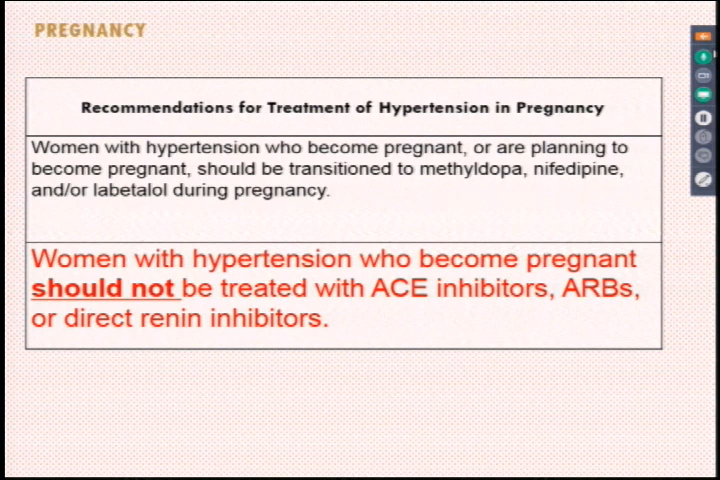 PREGNANCY
Recommendations for Treatment of Hypertension in Pregnancy
Women with hypertension who become pregnant, or are planning to
become pregnant, should be transitioned to methyldopa, nifedipine,
and/or labetalol during pregnancy.
Women with hypertension who become pregnant
should not be treated with ACE inhibitors, ARBs,
or direct renin inhibitors.